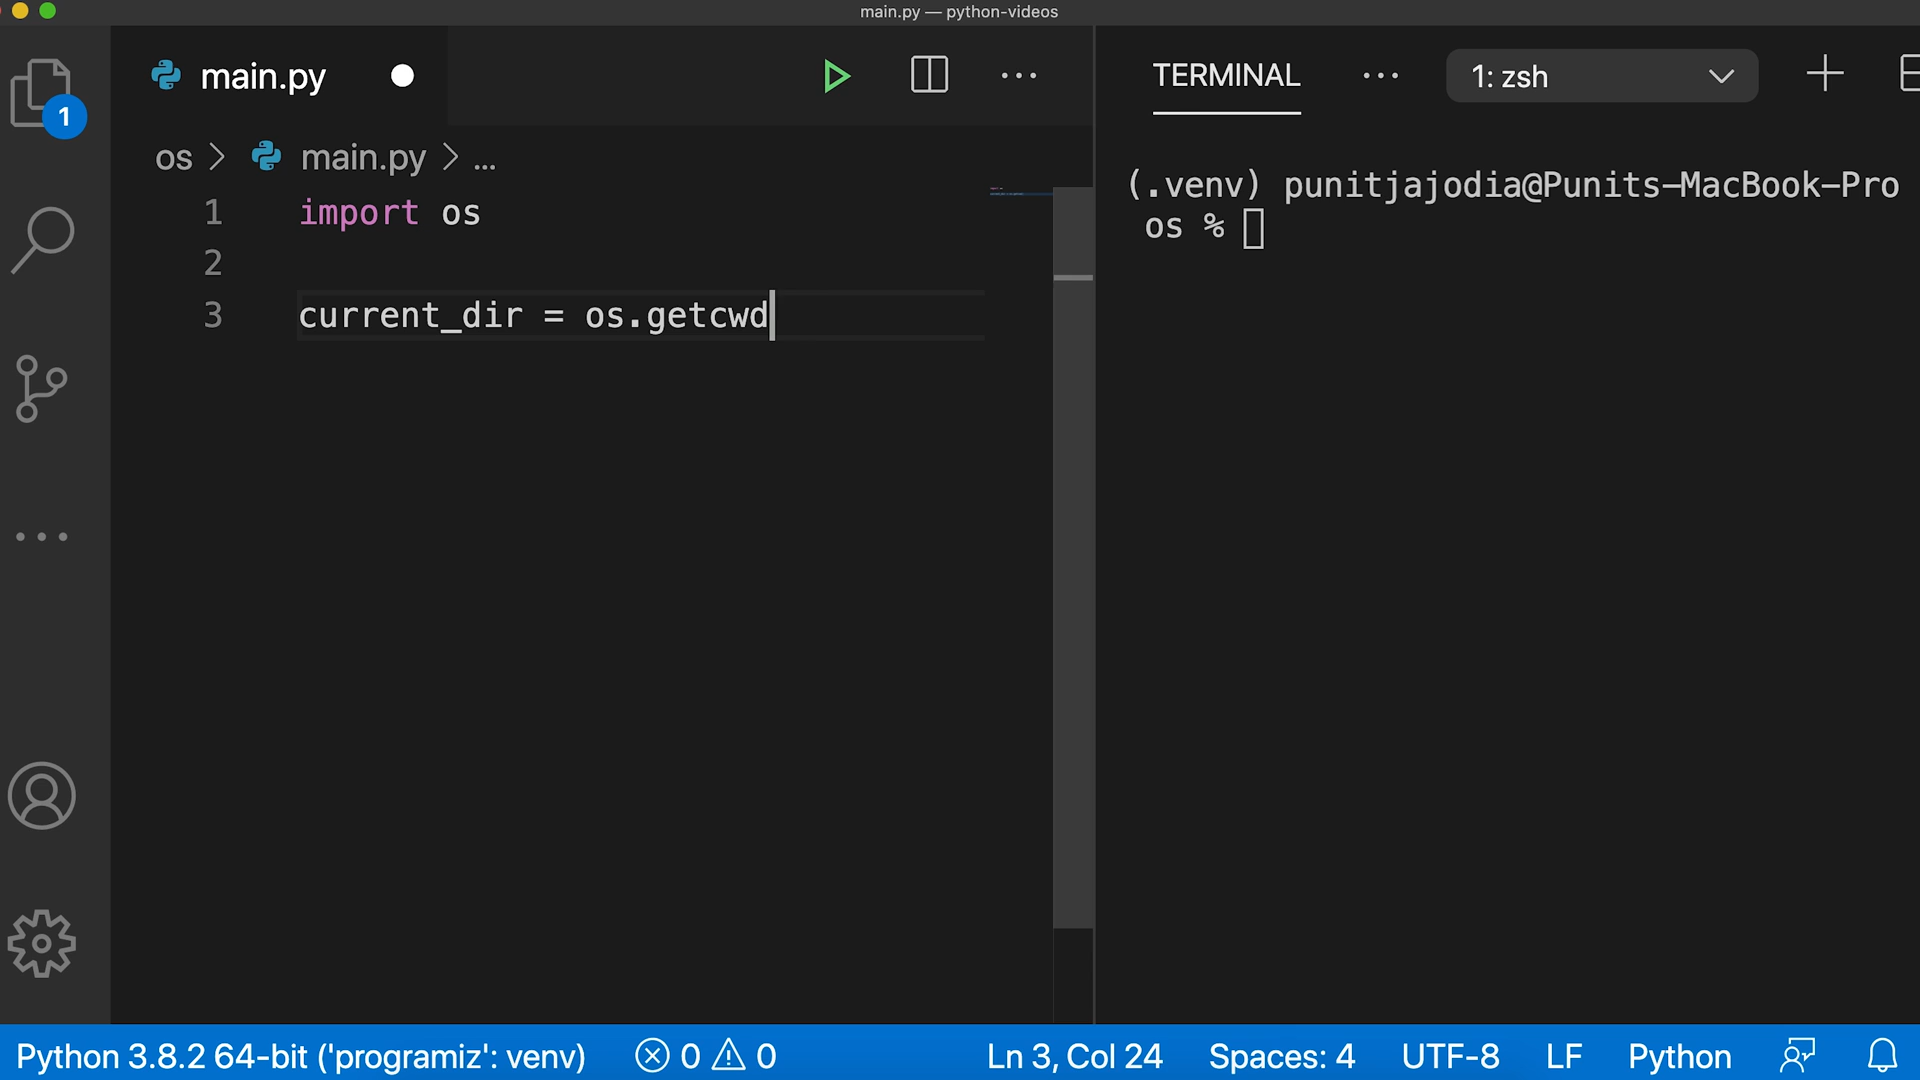 main.py — python-videos
main.py
TERMINAL
1: zsh
1
os > main.py > ...
1 import os
2
3 current_dir = os.getcwd
(.venv) punitjajodia@Punits-MacBook-Pro
os %
Python 3.8.2 64-bit ('programiz': venv) 0 0 Ln 3, Col 24 Spaces: 4 UTF-8 LF Python